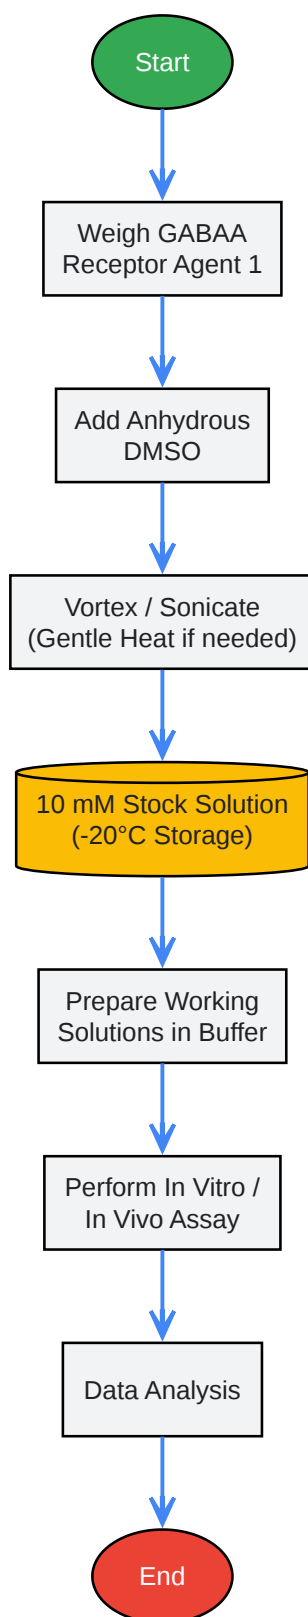 Start
Weigh GABAA
Receptor Agent 1
Add Anhydrous
DMSO
Vortex / Sonicate
(Gentle Heat if needed)
10 mM Stock Solution
(-20°C Storage)
Prepare Working
Solutions in Buffer
Perform In Vitro /
In Vivo Assay
Data Analysis
End